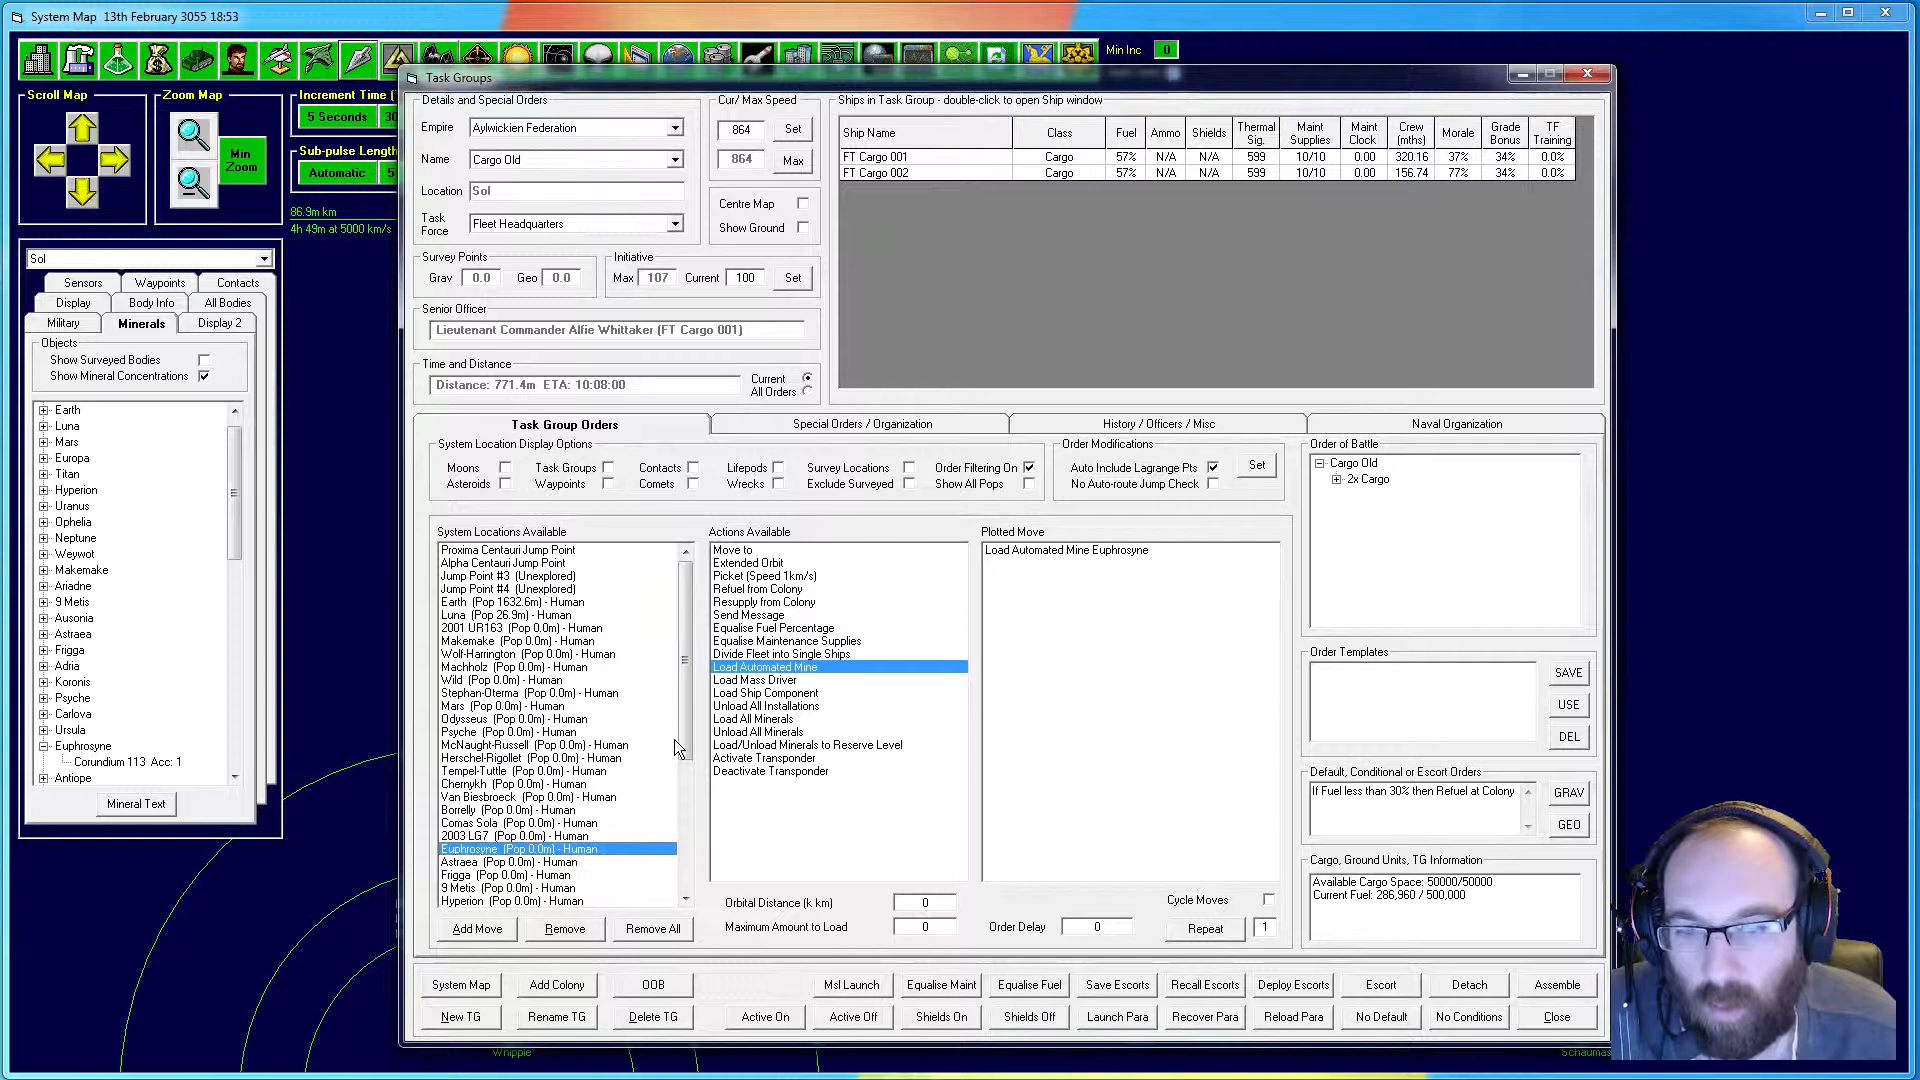 System Map  13th February 3055 18:53
Min Inc 0
Scroll Map
Zoom Map
Min Zoom
Increment Time (
5 Seconds 30
Sub-pulse Length
Automatic 5
86.9m km
4h 49m at 5000 km/s
Sol
Sensors Waypoints Contacts
Display Body Info All Bodies
Military Minerals Display 2
Objects
Show Surveyed Bodies
Show Mineral Concentrations
Earth
Luna
Mars
Europa
Titan
Hyperion
Uranus
Ophelia
Neptune
Weywot
Makemake
Ariadne
9 Metis
Ausonia
Astraea
Frigga
Adria
Koronis
Psyche
Carlova
Ursula
Euphrosyne
Corundium 113 Acc: 1
Antiope
Mineral Text
Task Groups
Details and Special Orders
Empire Aylwickien Federation
Name Cargo Old
Location Sol
Task Force Fleet Headquarters
Cur/ Max Speed
864 Set
864 Max
Centre Map
Show Ground
Survey Points
Grav 0.0 Geo 0.0
Initiative
Max 107 Current 100 Set
Senior Officer
Lieutenant Commander Alfie Whittaker (FT Cargo 001)
Time and Distance
Distance: 771.4m ETA: 10:08:00
Current
All Orders
Ships in Task Group - double-click to open Ship window
Ship Name Class Fuel Ammo Shields Thermal Sig. Maint Supplies Maint Clock Crew (mths) Morale Grade Bonus TF Training
FT Cargo 001 Cargo 57% N/A N/A 599 10/10 0.00 320.16 37% 34% 0.0%
FT Cargo 002 Cargo 57% N/A N/A 599 10/10 0.00 156.74 77% 34% 0.0%
Task Group Orders Special Orders / Organization History / Officers / Misc Naval Organization
System Location Display Options
Moons Task Groups Contacts Lifepods Survey Locations Order Filtering On
Asteroids Waypoints Comets Wrecks Exclude Surveyed Show All Pops
Order Modifications
Auto Include Lagrange Pts Set
No Auto-route Jump Check
Order of Battle
Cargo Old
2x Cargo
System Locations Available
Proxima Centauri Jump Point
Alpha Centauri Jump Point
Jump Point #3 (Unexplored)
Jump Point #4 (Unexplored)
Earth (Pop 1632.6m) - Human
Luna (Pop 26.9m) - Human
2001 UR163 (Pop 0.0m) - Human
Makemake (Pop 0.0m) - Human
Wolf-Harrington (Pop 0.0m) - Human
Machholz (Pop 0.0m) - Human
Wild (Pop 0.0m) - Human
Stephan-Oterma (Pop 0.0m) - Human
Mars (Pop 0.0m) - Human
Odysseus (Pop 0.0m) - Human
Psyche (Pop 0.0m) - Human
McNaught-Russell (Pop 0.0m) - Human
Herschel-Rigollet (Pop 0.0m) - Human
Tempel-Tuttle (Pop 0.0m) - Human
Chernykh (Pop 0.0m) - Human
Van Biesbroeck (Pop 0.0m) - Human
Borrelly (Pop 0.0m) - Human
Comas Sola (Pop 0.0m) - Human
2003 LG7 (Pop 0.0m) - Human
Euphrosyne (Pop 0.0m) - Human
Astraea (Pop 0.0m) - Human
Frigga (Pop 0.0m) - Human
9 Metis (Pop 0.0m) - Human
Hyperion (Pop 0.0m) - Human
Add Move Remove Remove All
Actions Available
Move to
Extended Orbit
Picket (Speed 1km/s)
Refuel from Colony
Resupply from Colony
Send Message
Equalise Fuel Percentage
Equalise Maintenance Supplies
Divide Fleet into Single Ships
Load Automated Mine
Load Mass Driver
Load Ship Component
Unload All Installations
Load All Minerals
Unload All Minerals
Load/Unload Minerals to Reserve Level
Activate Transponder
Deactivate Transponder
Orbital Distance (k km) 0
Maximum Amount to Load 0
Plotted Move
Load Automated Mine Euphrosyne
Cycle Moves
Order Delay 0 Repeat 1
Order Templates
SAVE
USE
DEL
Default, Conditional or Escort Orders
If Fuel less than 30% then Refuel at Colony
GRAV
GEO
Cargo, Ground Units, TG Information
Available Cargo Space: 50000/50000
Current Fuel: 286,960 / 500,000
System Map Add Colony OOB Msl Launch Equalise Maint Equalise Fuel Save Escorts Recall Escorts Deploy Escorts Escort Detach Assemble
New TG Rename TG Delete TG Active On Active Off Shields On Shields Off Launch Para Recover Para Reload Para No Default No Conditions Close
Whipple
Schaumas